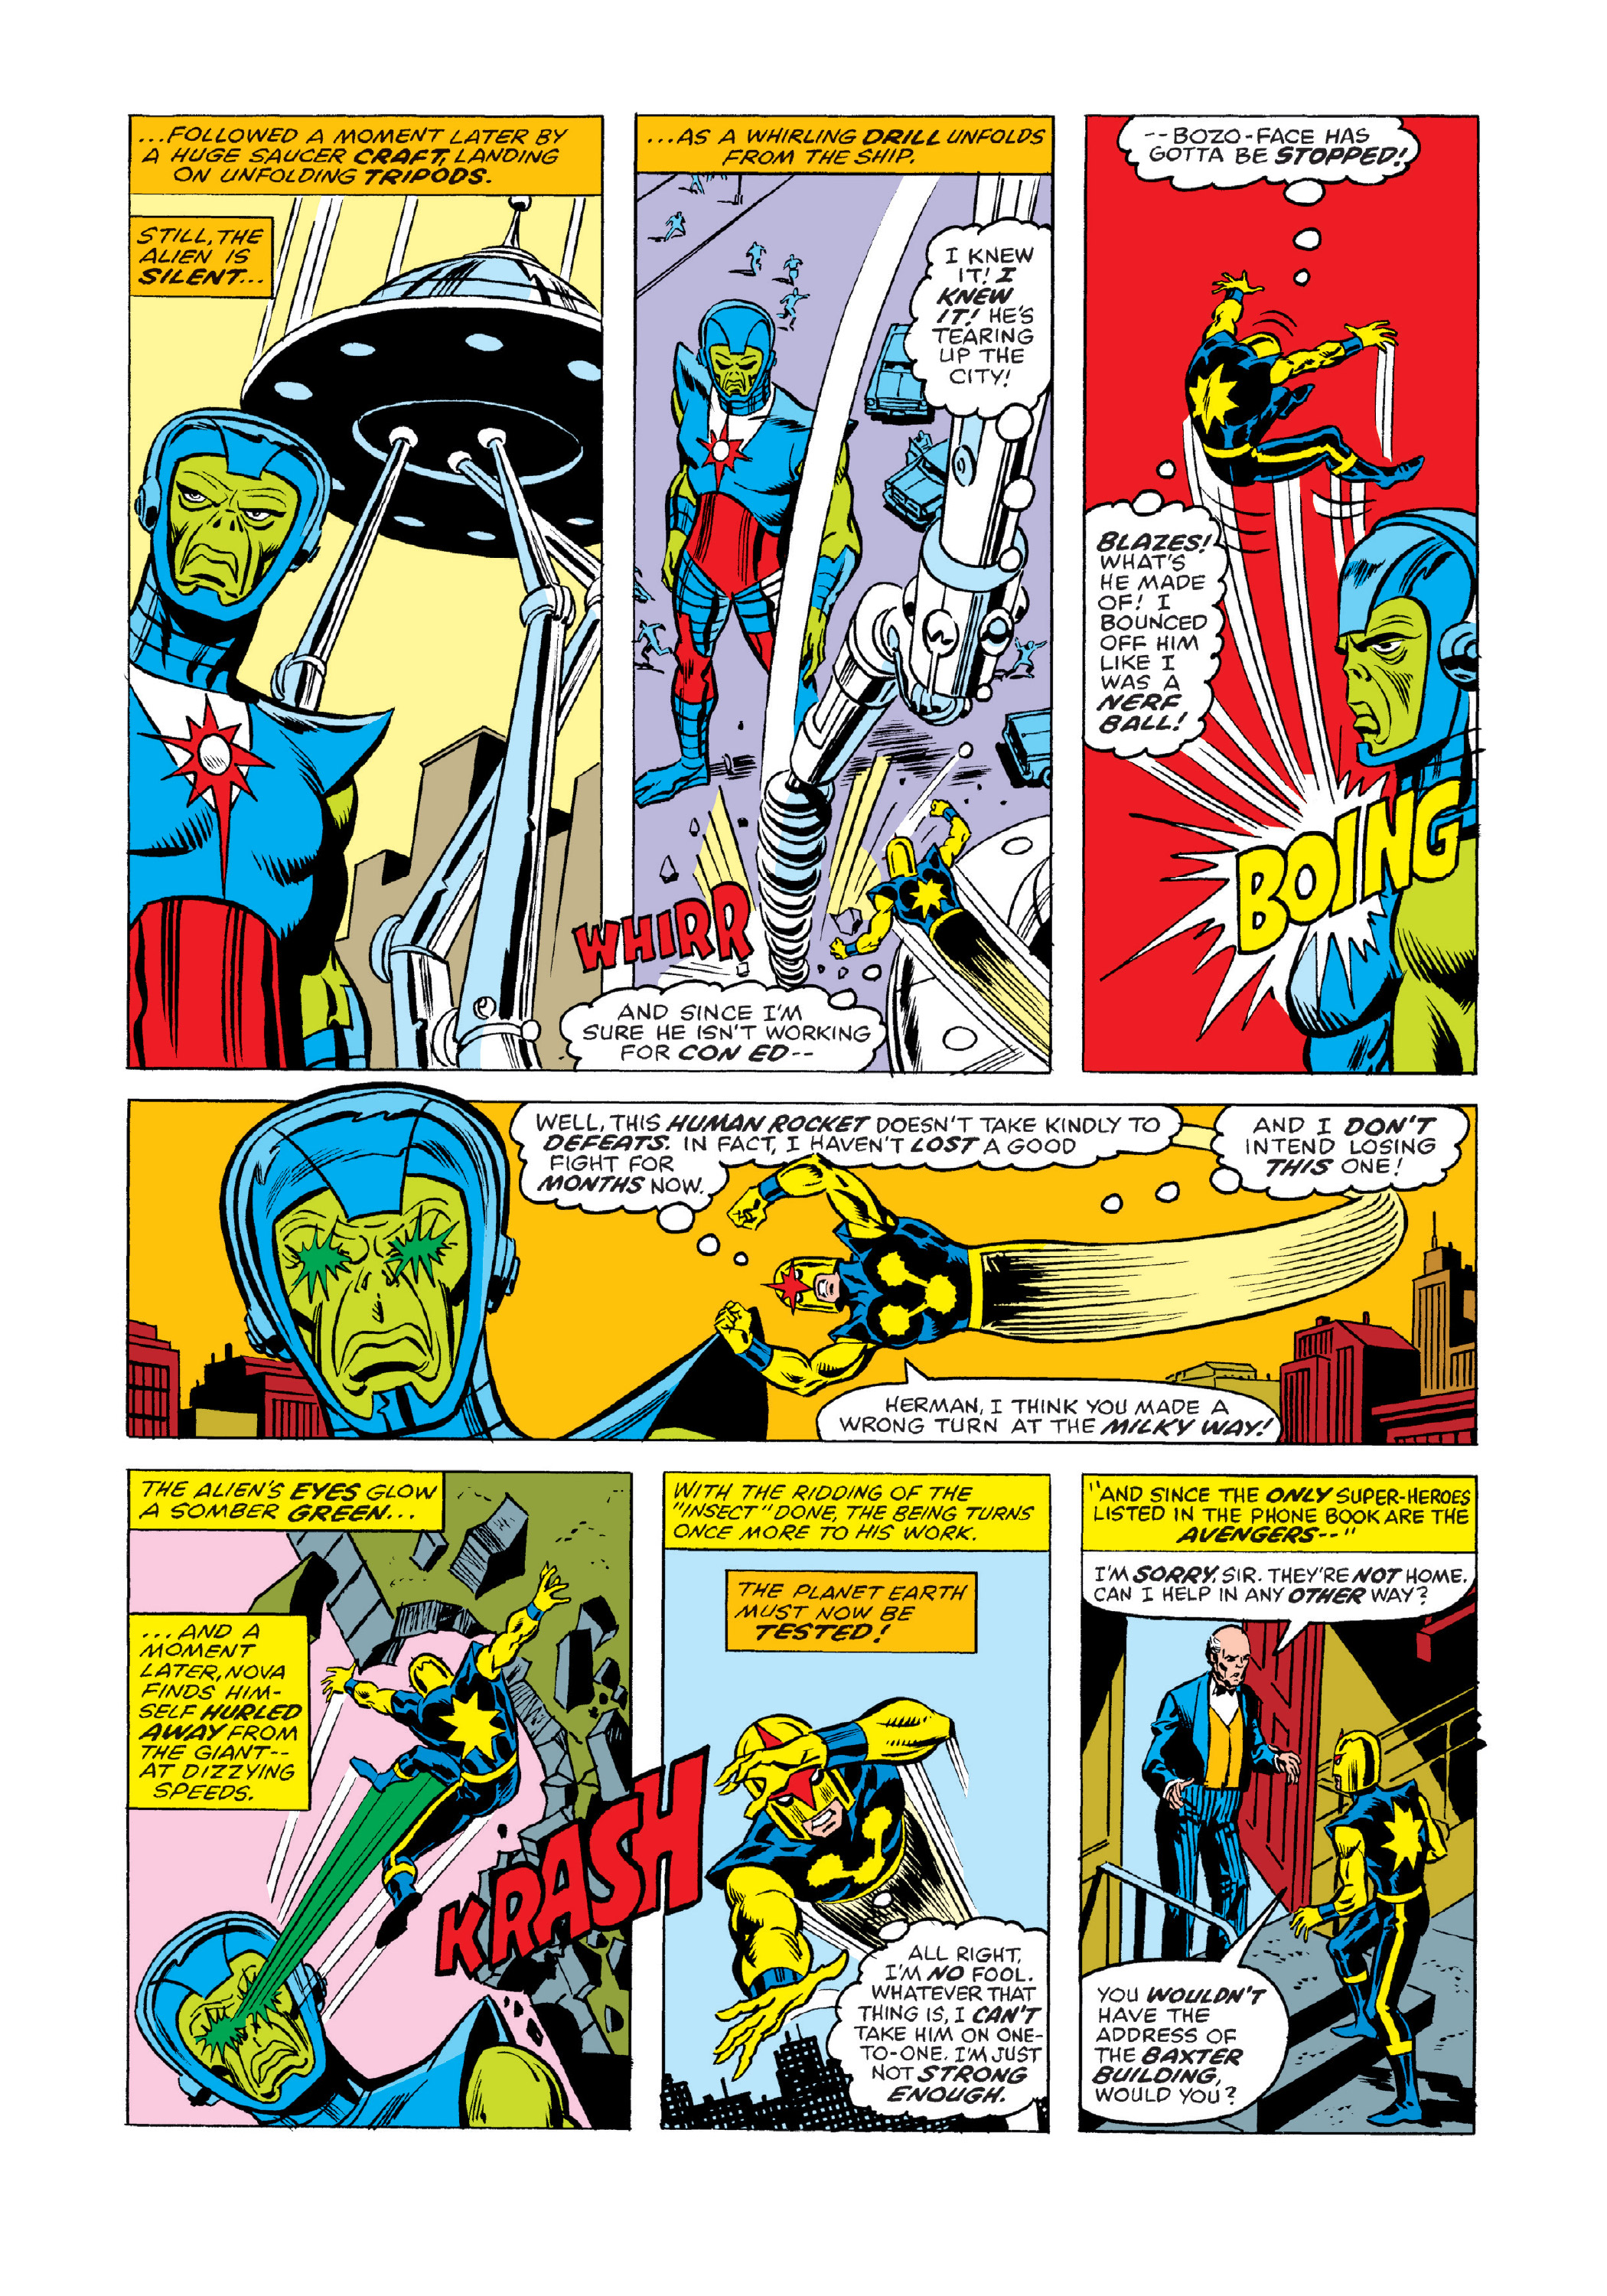 ...FOLLOWED A MOMENT LATER BY
A HUGE SAUCER CRAFT, LANDING
ON UNFOLDING TRIPODS.
STILL, THE
ALIEN IS
SILENT...
...AS A WHIRLING DRILL UNFOLDS
FROM THE SHIP.
I KNEW
IT! I
KNEW
IT! HE'S
TEARING
UP THE
CITY!
WHIRR
AND SINCE I'M
SURE HE ISN'T WORKING
FOR CON ED--
--BOZO-FACE HAS
GOTTA BE STOPPED!
BLAZES!
WHAT'S
HE MADE
OF! I
BOUNCED
OFF HIM
LIKE I
WAS A
NERF
BALL!
BOING
WELL, THIS HUMAN ROCKET DOESN'T TAKE KINDLY TO
DEFEATS. IN FACT, I HAVEN'T LOST A GOOD
FIGHT FOR
MONTHS NOW.
AND I DON'T
INTEND LOSING
THIS ONE!
HERMAN, I THINK YOU MADE A
WRONG TURN AT THE MILKY WAY!
THE ALIEN'S EYES GLOW
A SOMBER GREEN...
...AND A
MOMENT
LATER, NOVA
FINDS HIM-
SELF HURLED
AWAY FROM
THE GIANT--
AT DIZZYING
SPEEDS.
KRASH
WITH THE RIDDING OF THE
"INSECT" DONE, THE BEING TURNS
ONCE MORE TO HIS WORK.
THE PLANET EARTH
MUST NOW BE
TESTED!
ALL RIGHT,
I'M NO FOOL.
WHATEVER THAT
THING IS, I CAN'T
TAKE HIM ON ONE-
TO-ONE. I'M JUST
NOT STRONG
ENOUGH.
"AND SINCE THE ONLY SUPER-HEROES
LISTED IN THE PHONE BOOK ARE THE
AVENGERS--"
I'M SORRY, SIR. THEY'RE NOT HOME.
CAN I HELP IN ANY OTHER WAY?
YOU WOULDN'T
HAVE THE
ADDRESS OF
THE BAXTER
BUILDING,
WOULD YOU?